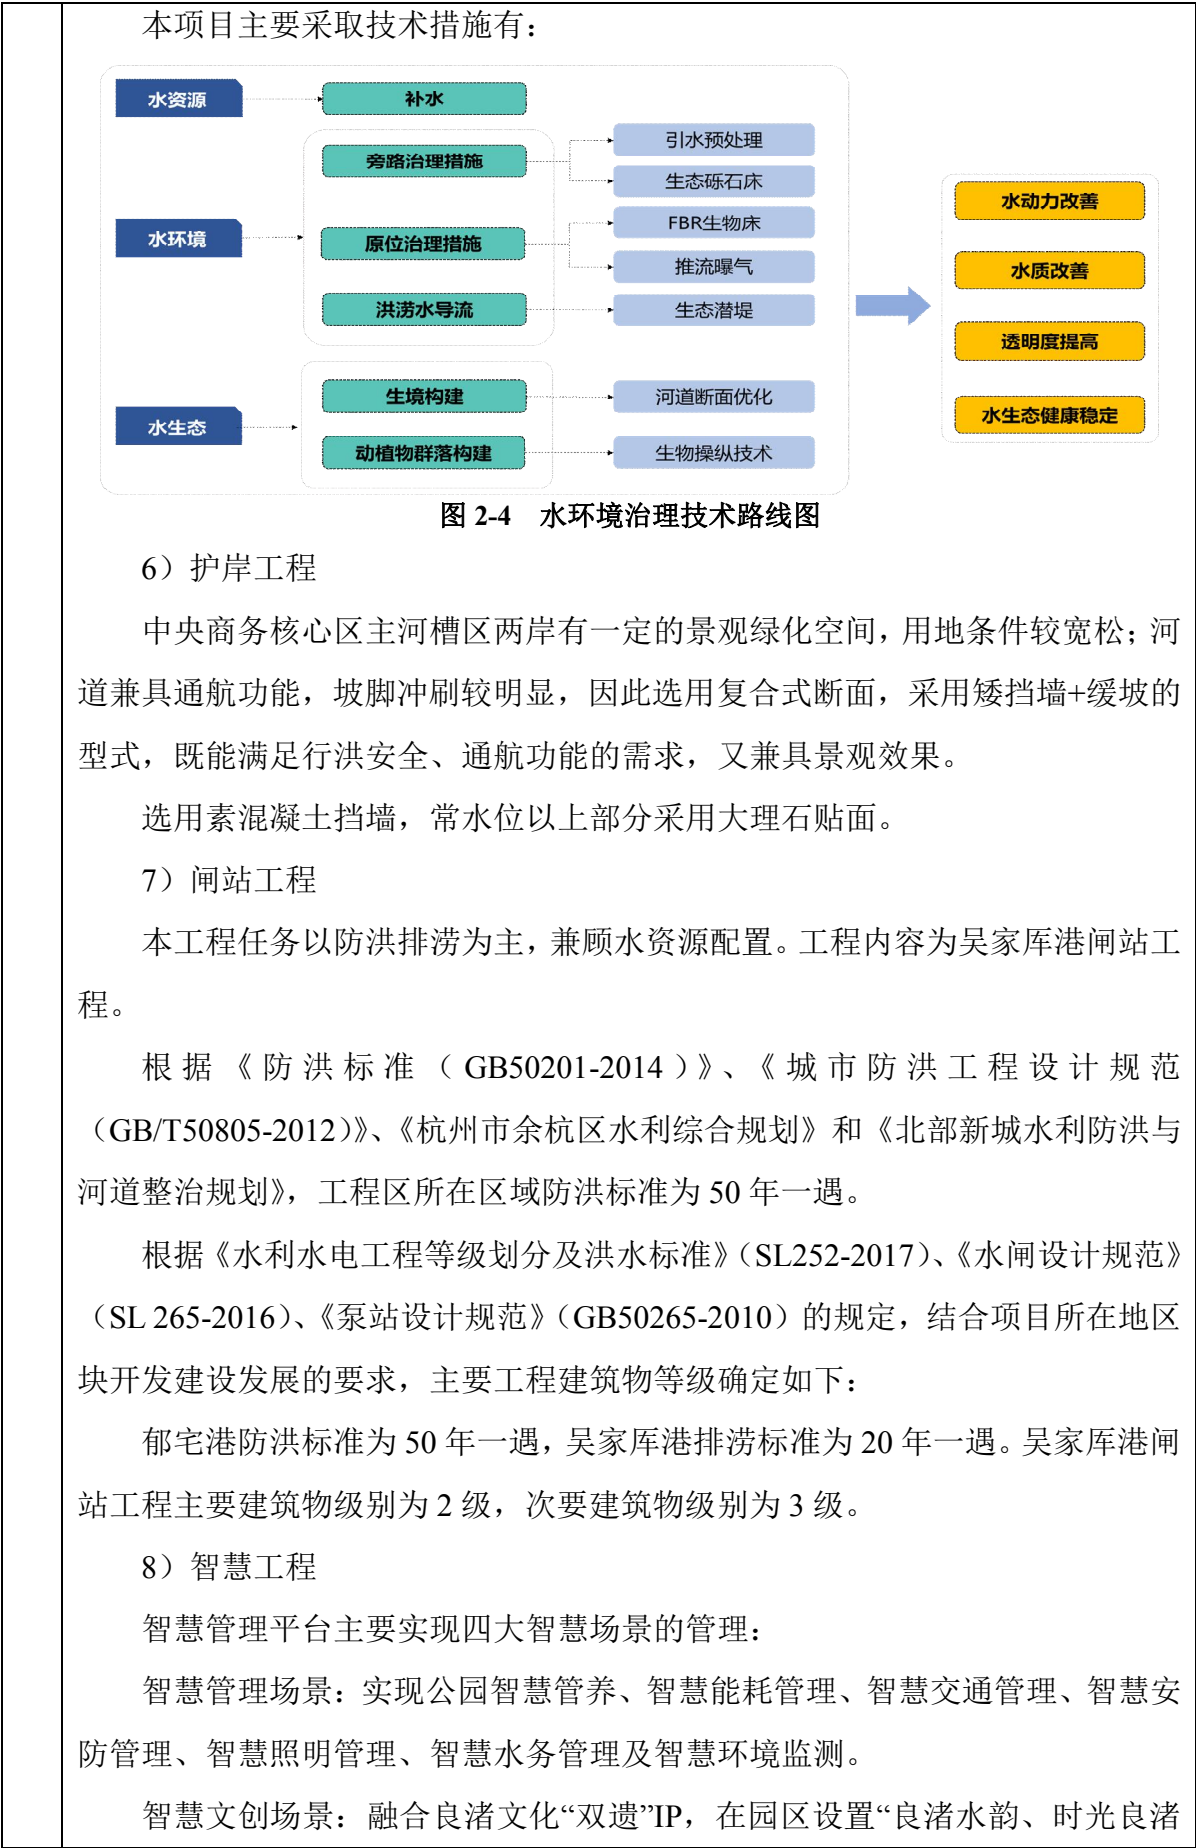 本项目主要采取技术措施有：
水资源
补水
旁路治理措施
引水预处理
生态砾石床
水环境
原位治理措施
FBR生物床
推流曝气
洪涝水导流
生态潜堤
水生态
生境构建
河道断面优化
动植物群落构建
生物操纵技术
水动力改善
水质改善
透明度提高
水生态健康稳定
图 2-4 水环境治理技术路线图
6）护岸工程
中央商务核心区主河槽区两岸有一定的景观绿化空间，用地条件较宽松；河
道兼具通航功能，坡脚冲刷较明显，因此选用复合式断面，采用矮挡墙+缓坡的
型式，既能满足行洪安全、通航功能的需求，又兼具景观效果。
选用素混凝土挡墙，常水位以上部分采用大理石贴面。
7）闸站工程
本工程任务以防洪排涝为主，兼顾水资源配置。工程内容为吴家厍港闸站工
程。
根据《防洪标准（GB50201-2014）》、《城市防洪工程设计规范
（GB/T50805-2012）》、《杭州市余杭区水利综合规划》和《北部新城水利防洪与
河道整治规划》，工程区所在区域防洪标准为 50 年一遇。
根据《水利水电工程等级划分及洪水标准》（SL252-2017）、《水闸设计规范》
（SL 265-2016）、《泵站设计规范》（GB50265-2010）的规定，结合项目所在地区
块开发建设发展的要求，主要工程建筑物等级确定如下：
郁宅港防洪标准为 50 年一遇，吴家厍港排涝标准为 20 年一遇。吴家厍港闸
站工程主要建筑物级别为 2 级，次要建筑物级别为 3 级。
8）智慧工程
智慧管理平台主要实现四大智慧场景的管理：
智慧管理场景：实现公园智慧管养、智慧能耗管理、智慧交通管理、智慧安
防管理、智慧照明管理、智慧水务管理及智慧环境监测。
智慧文创场景：融合良渚文化“双遗”IP，在园区设置“良渚水韵、时光良渚